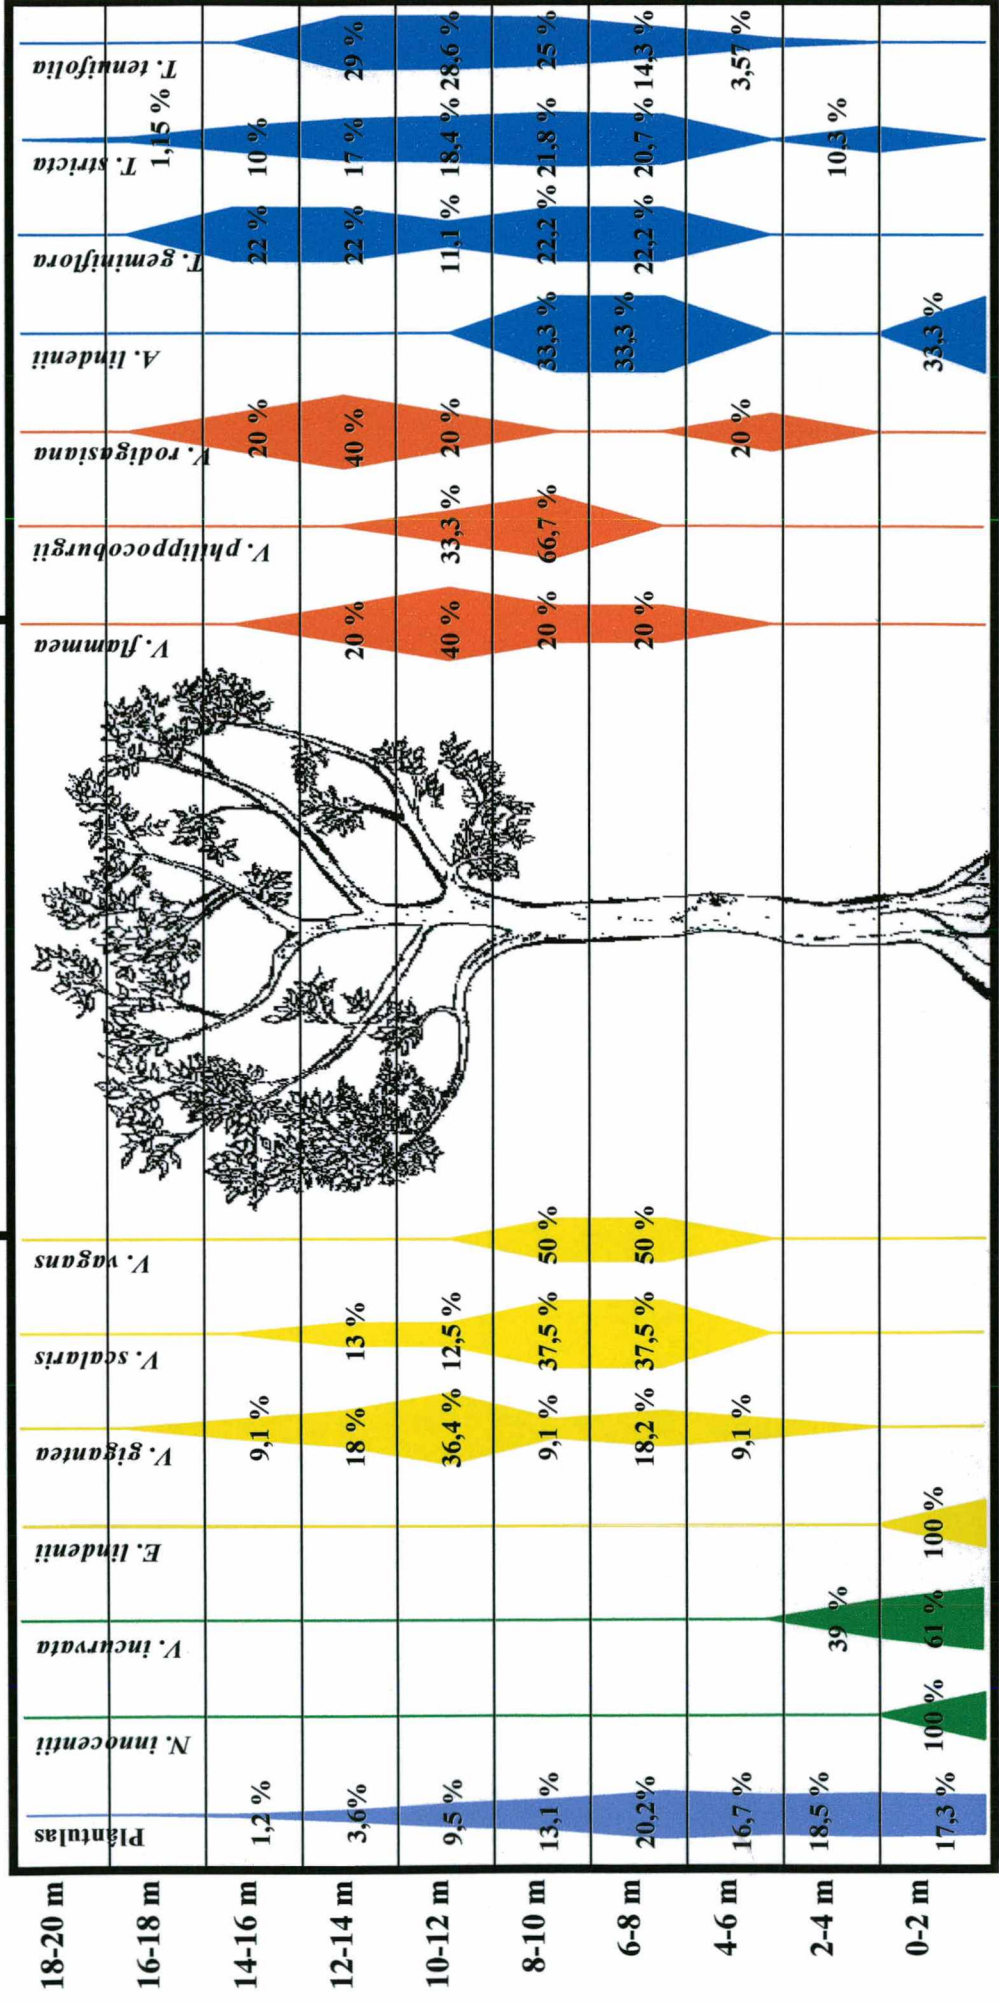 Plántulas
N. innocentii
V. incurvata
E. lindenii
V. gigantea
V. scalaris
V. vagans
V. flammea
V. philippocoburgii
V. rodigasiana
A. lindenii
T. geminiflora
T. stricta
T. tenuifolia
18-20 m
16-18 m
1,15 %
14-16 m
1,2 %
9,1 %
20 %
22 %
10 %
12-14 m
3,6%
18 %
13 %
20 %
40 %
22 %
17 %
29 %
10-12 m
9,5 %
36,4 %
12,5 %
40 %
33,3 %
20 %
11,1 %
18,4 %
28,6 %
8-10 m
13,1 %
9,1 %
37,5 %
50 %
20 %
66,7 %
33,3 %
22,2 %
21,8 %
25 %
6-8 m
20,2%
18,2 %
37,5 %
50 %
20 %
33,3 %
22,2 %
20,7 %
14,3 %
4-6 m
16,7 %
9,1 %
20 %
3,57 %
2-4 m
18,5 %
39 %
10,3 %
0-2 m
17,3 %
100 %
61 %
100 %
33,3 %